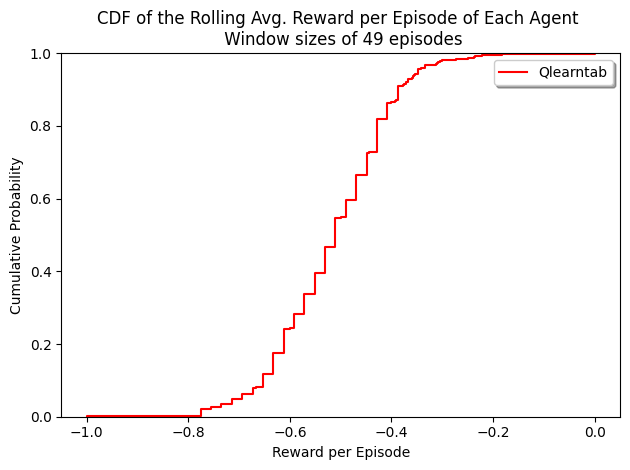 CDF of the Rolling Avg. Reward per Episode of Each Agent
Window sizes of 49 episodes
Qlearntab
1.0
0.8
0.6
0.4
0.2
0.0
Cumulative Probability
−1.0
−0.8
−0.6
−0.4
−0.2
0.0
Reward per Episode